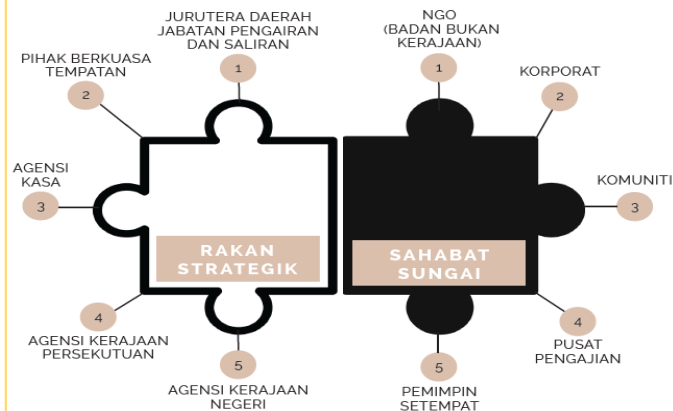 JURUTERA DAERAH
JABATAN PENGAIRAN
DAN SALIRAN
1
PIHAK BERKUASA
TEMPATAN
2
AGENSI
KASA
3
4
AGENSI KERAJAAN
PERSEKUTUAN
5
AGENSI KERAJAAN
NEGERI
RAKAN
STRATEGIK
NGO
(BADAN BUKAN
KERAJAAN)
1
KORPORAT
2
KOMUNITI
3
4
PUSAT
PENGAJIAN
5
PEMIMPIN
SETEMPAT
SAHABAT
SUNGAI